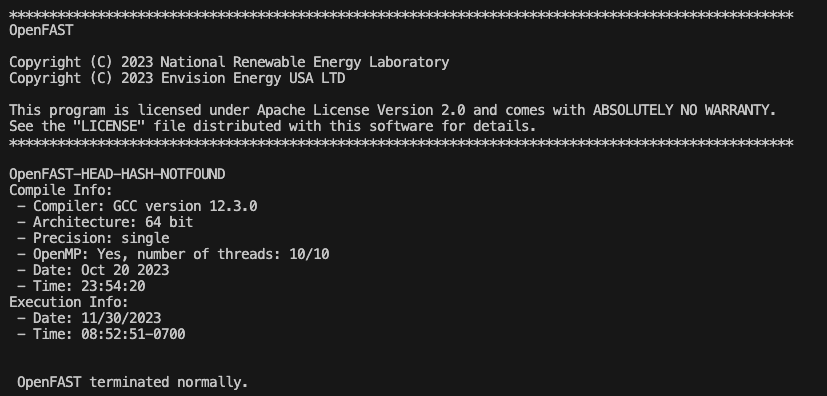 **************************************************************************************************
OpenFAST
Copyright (C) 2023 National Renewable Energy Laboratory
Copyright (C) 2023 Envision Energy USA LTD
This program is licensed under Apache License Version 2.0 and comes with ABSOLUTELY NO WARRANTY.
See the "LICENSE" file distributed with this software for details.
**************************************************************************************************
OpenFAST-HEAD-HASH-NOTFOUND
Compile Info:
- Compiler: GCC version 12.3.0
- Architecture: 64 bit
- Precision: single
- OpenMP: Yes, number of threads: 10/10
- Date: Oct 20 2023
- Time: 23:54:20
Execution Info:
- Date: 11/30/2023
- Time: 08:52:51-0700
OpenFAST terminated normally.